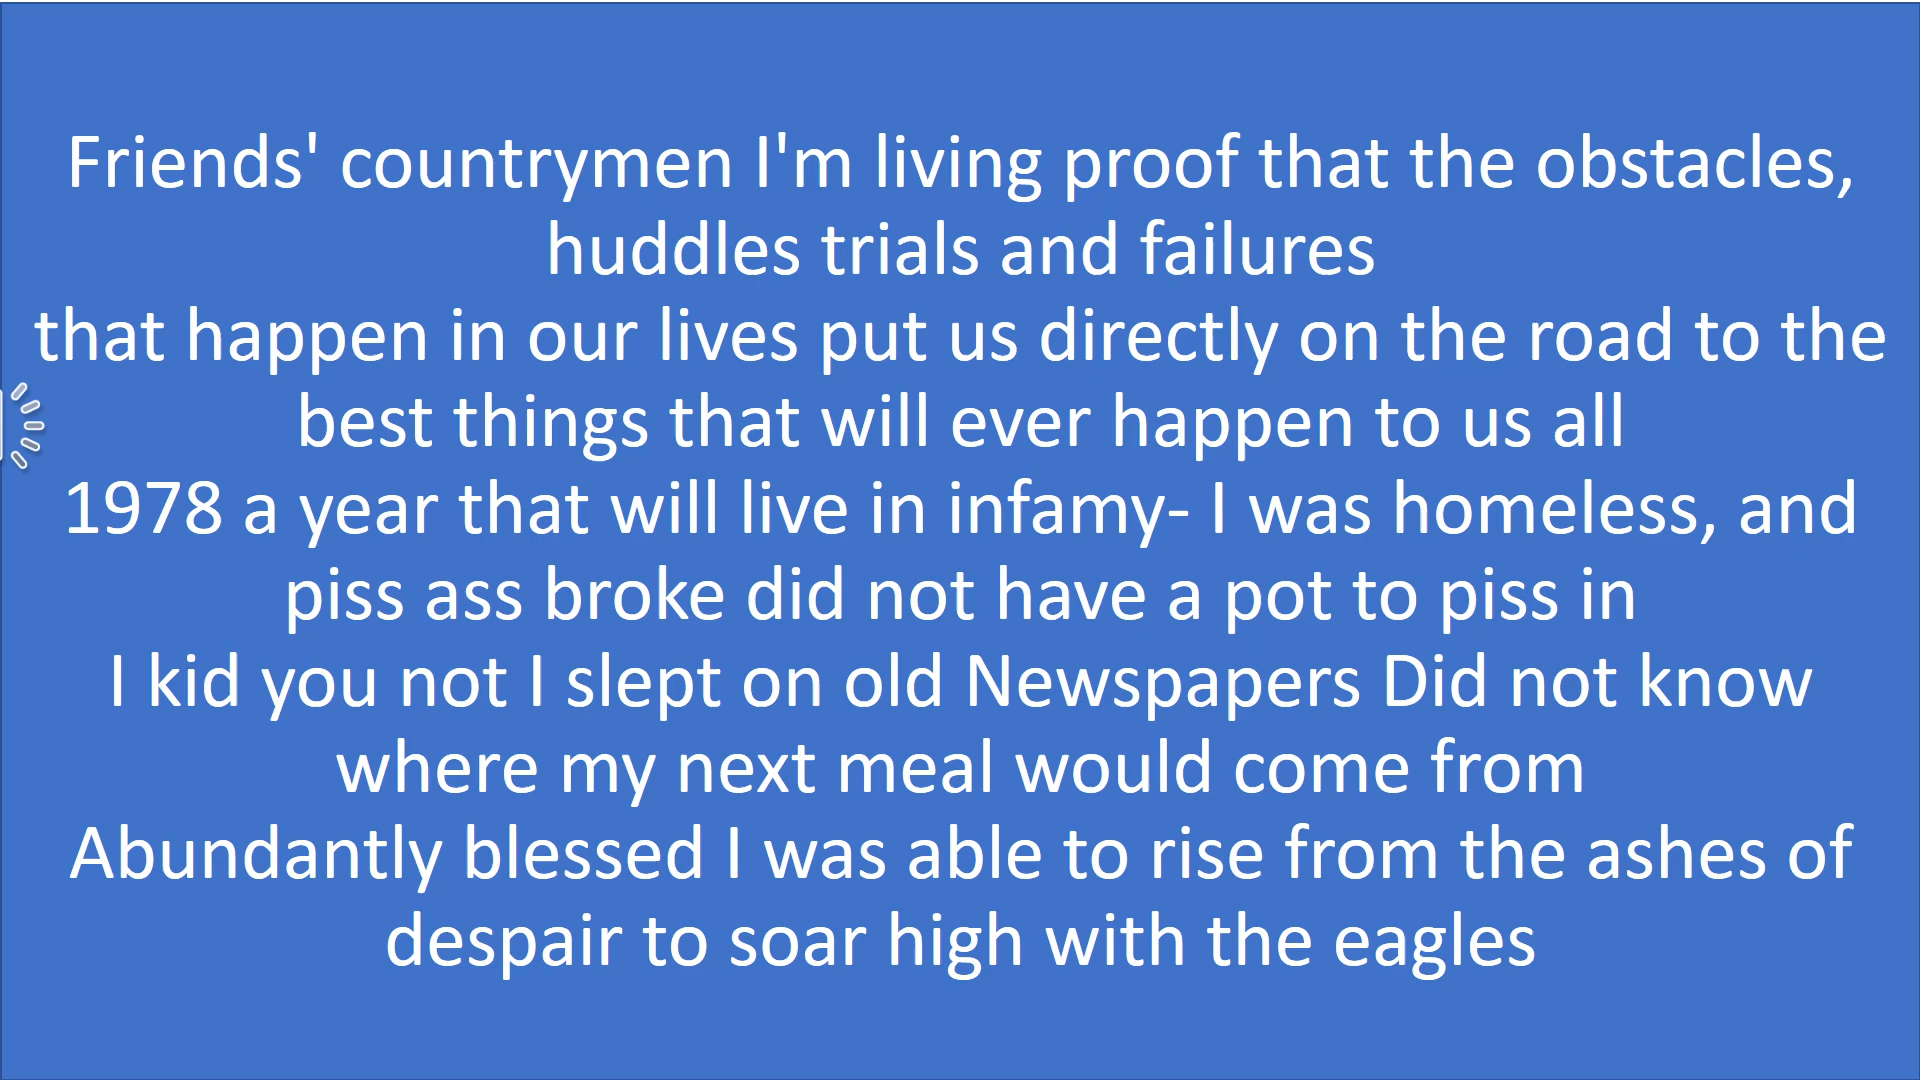 Friends' countrymen I'm living proof that the obstacles,
huddles trials and failures
that happen in our lives put us directly on the road to the
best things that will ever happen to us all
1978 a year that will live in infamy- I was homeless, and
piss ass broke did not have a pot to piss in
I kid you not I slept on old Newspapers Did not know
where my next meal would come from
Abundantly blessed I was able to rise from the ashes of
despair to soar high with the eagles